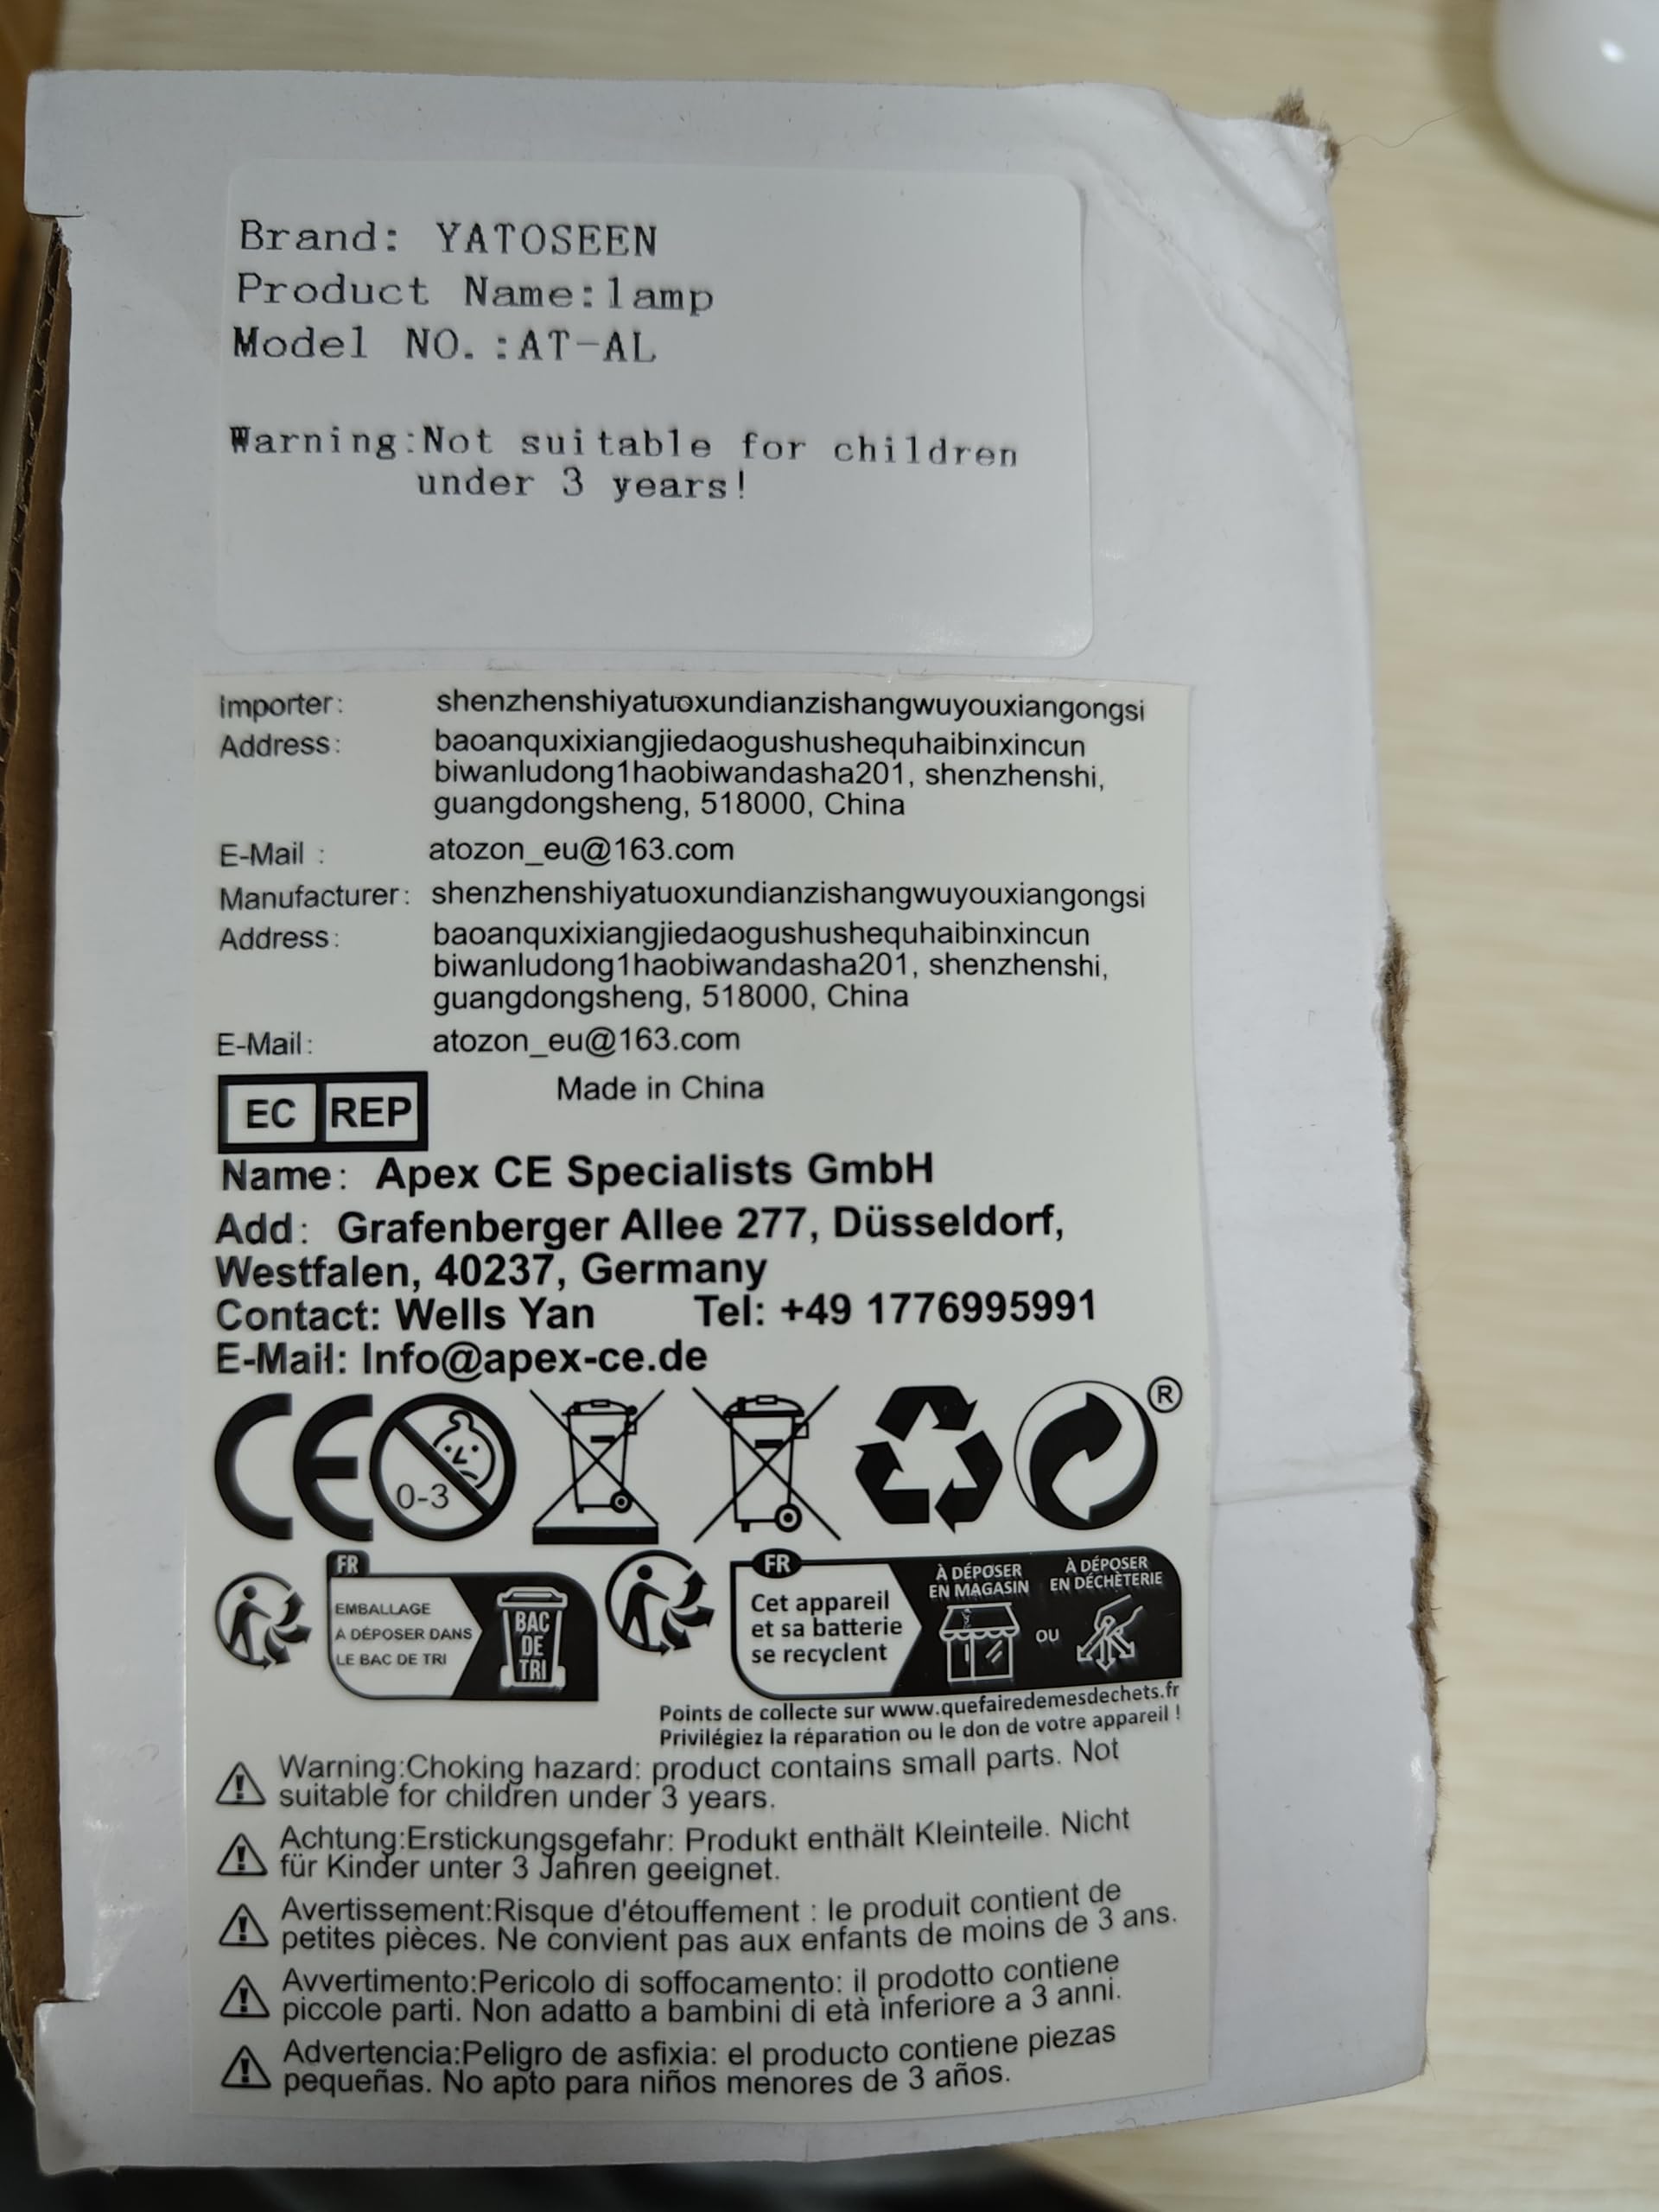 Brand: YATOSEEN
Product Name:lamp
Model NO.:AT-AL
Warning:Not suitable for children
under 3 years!
Importer: shenzhenshiyatuoxundianzishangwuyouxiangongsi
Address: baoanquxixiangjiedaogushushequhaibinxincun
biwanludong1haobiwandasha201, shenzhenshi,
guangdongsheng, 518000, China
E-Mail : atozon_eu@163.com
Manufacturer: shenzhenshiyatuoxundianzishangwuyouxiangongsi
Address: baoanquxixiangjiedaogushushequhaibinxincun
biwanludong1haobiwandasha201, shenzhenshi,
guangdongsheng, 518000, China
E-Mail: atozon_eu@163.com
Made in China
EC REP
Name: Apex CE Specialists GmbH
Add: Grafenberger Allee 277, Düsseldorf,
Westfalen, 40237, Germany
Contact: Wells Yan Tel: +49 1776995991
E-Mail: Info@apex-ce.de
CE 0-3 ®
FR
EMBALLAGE
A DÉPOSER DANS
LE BAC DE TRI
BAC
DE
TRI
FR
Cet appareil
et sa batterie
se recyclent
À DÉPOSER
EN MAGASIN
OU
À DÉPOSER
EN DÉCHÈTERIE
Points de collecte sur www.quefairedemesdechets.fr
Privilégiez la réparation ou le don de votre appareil !
Warning:Choking hazard: product contains small parts. Not
suitable for children under 3 years.
Achtung:Erstickungsgefahr: Produkt enthält Kleinteile. Nicht
für Kinder unter 3 Jahren geeignet.
Avertissement:Risque d'étouffement : le produit contient de
petites pièces. Ne convient pas aux enfants de moins de 3 ans.
Avvertimento:Pericolo di soffocamento: il prodotto contiene
piccole parti. Non adatto a bambini di età inferiore a 3 anni.
Advertencia:Peligro de asfixia: el producto contiene piezas
pequeñas. No apto para niños menores de 3 años.